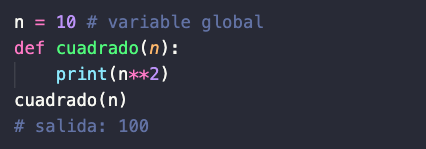 n = 10 # variable global
def cuadrado(n):
    print(n**2)
cuadrado(n)
# salida: 100